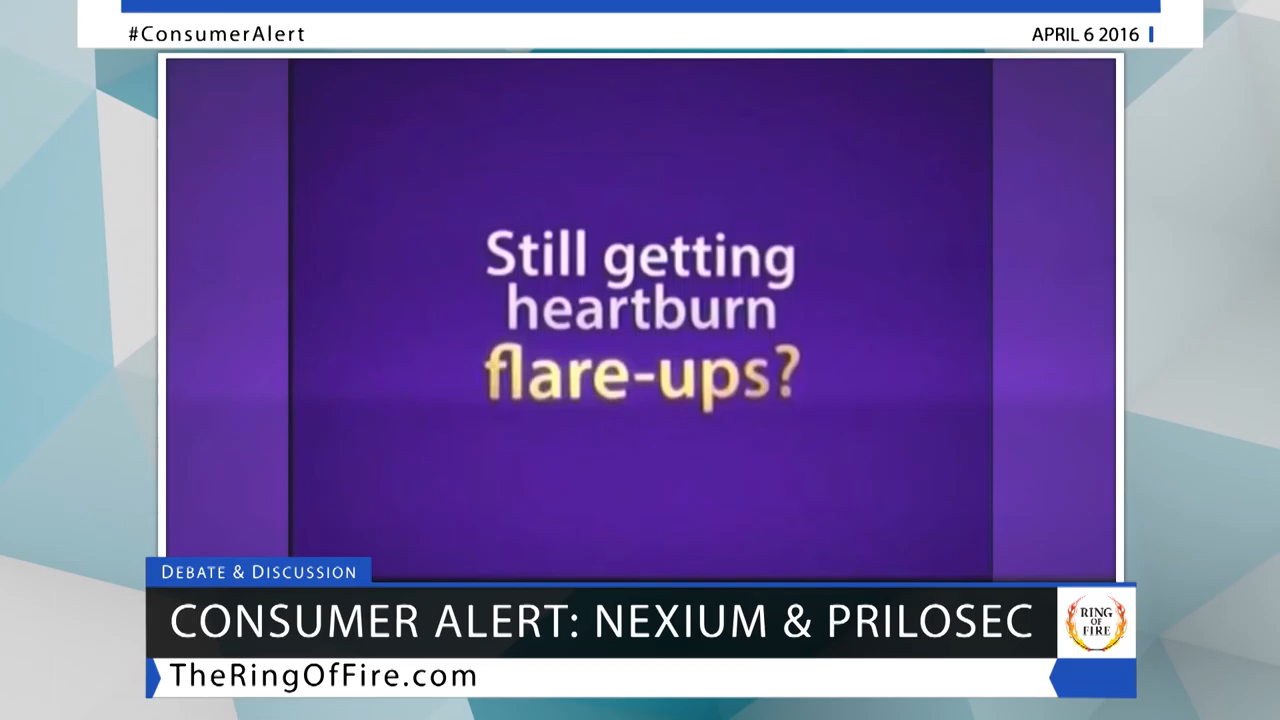 #ConsumerAlert
APRIL 6 2016
Still getting
heartburn
flare-ups?
DEBATE & DISCUSSION
CONSUMER ALERT: NEXIUM & PRILOSEC
RING
OF
FIRE
TheRingOfFire.com